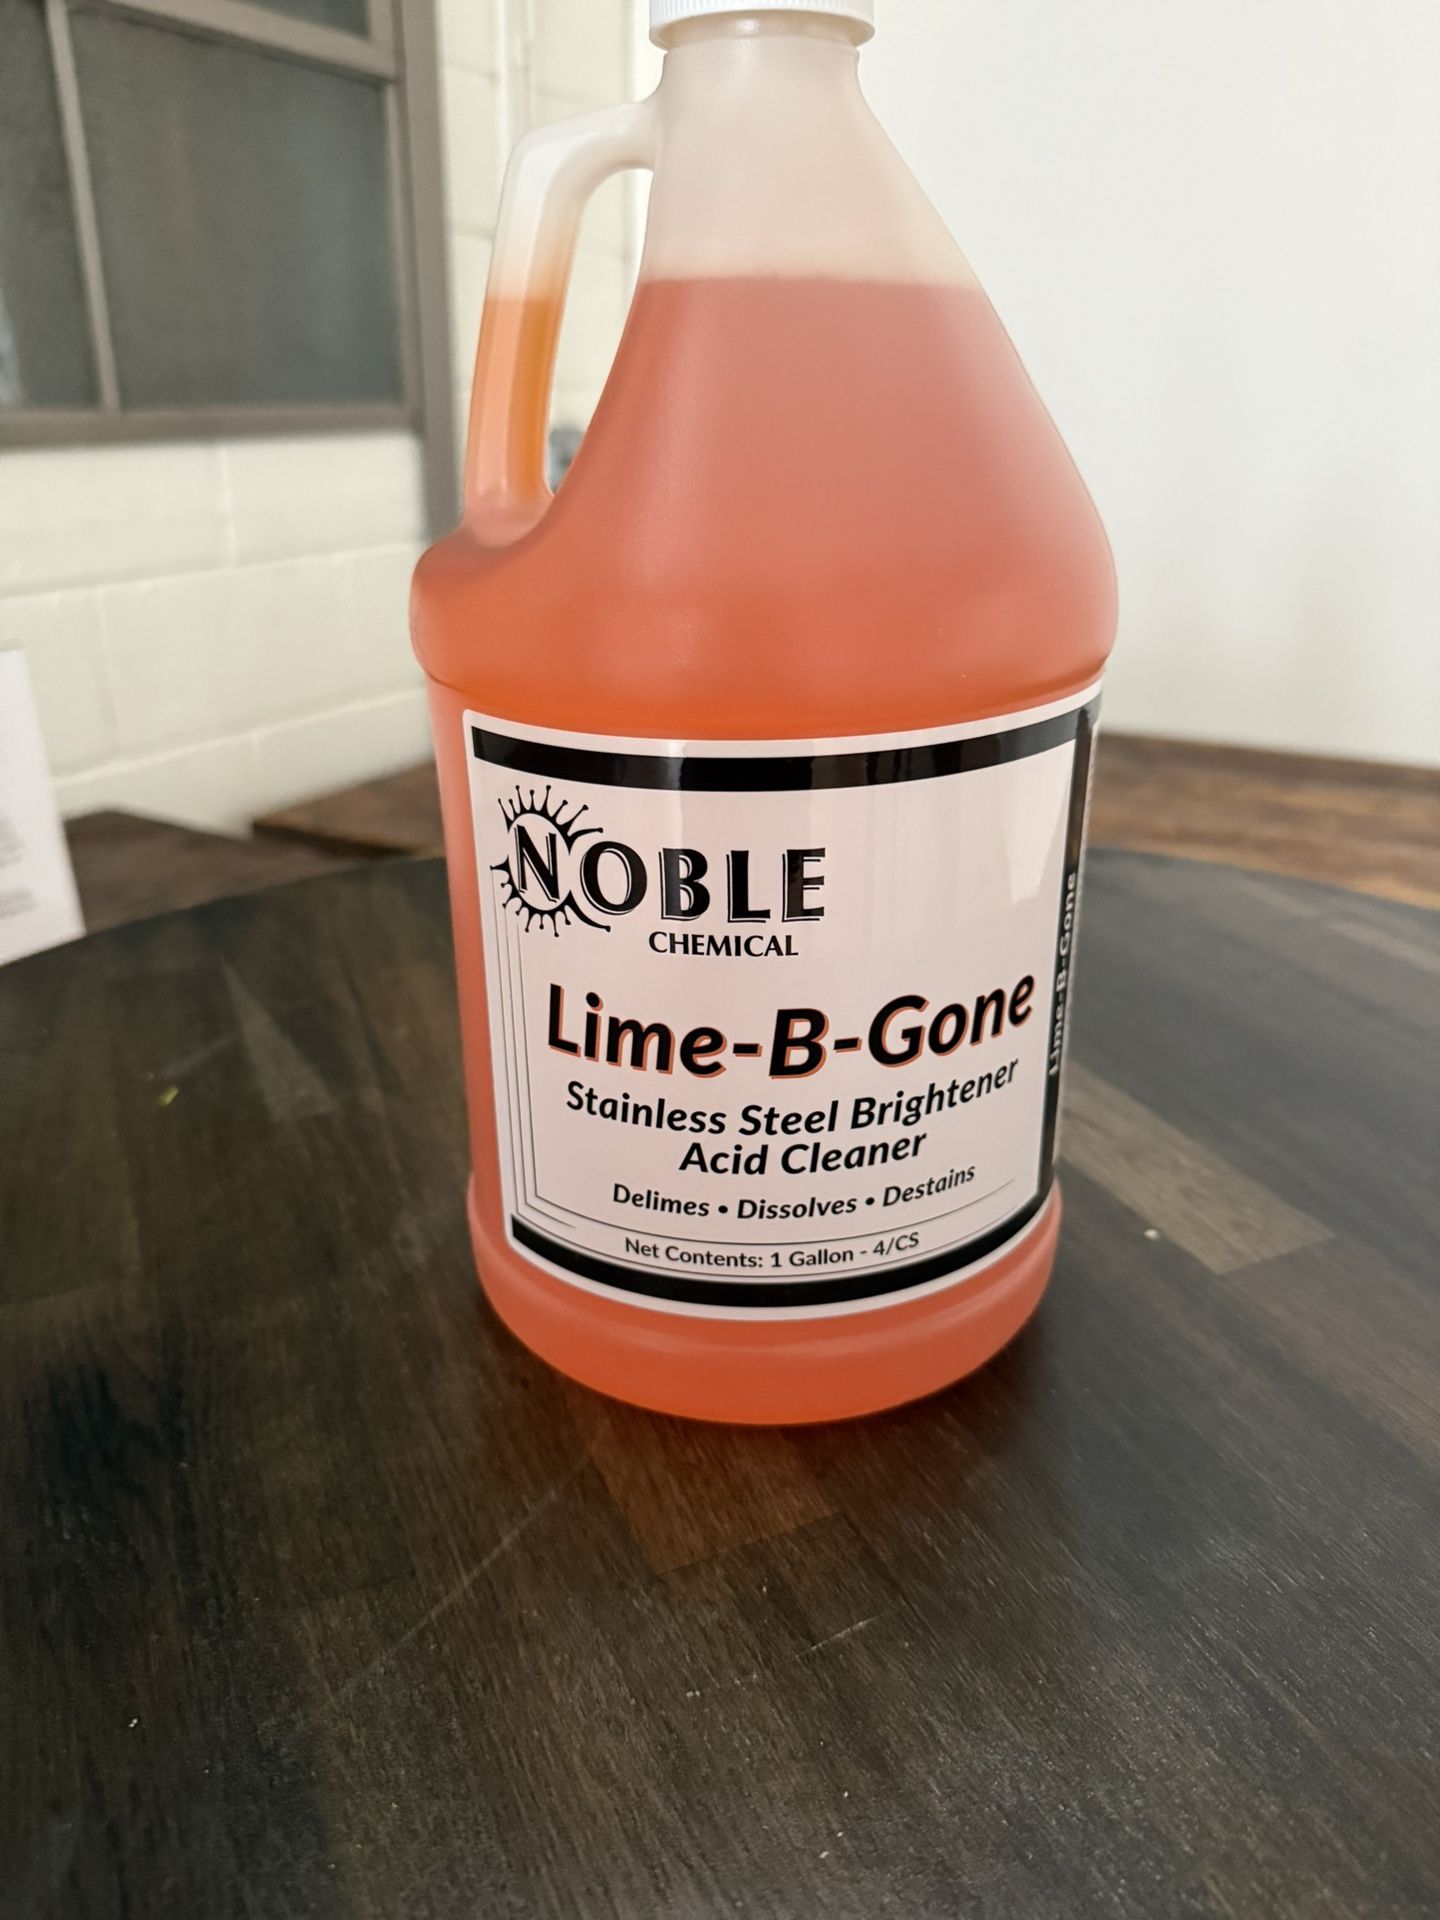 NOBLE
CHEMICAL
Lime-B-Gone
Stainless Steel Brightener
Acid Cleaner
Delimes • Dissolves • Destains
Net Contents: 1 Gallon - 4/CS
Lime-B-Gone